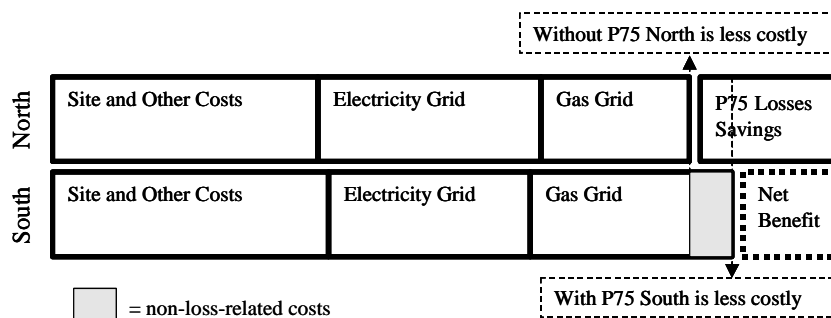 Without P75 North is less costly
North
Site and Other Costs
Electricity Grid
Gas Grid
P75 Losses
Savings
South
Site and Other Costs
Electricity Grid
Gas Grid
Net
Benefit
= non-loss-related costs
With P75 South is less costly